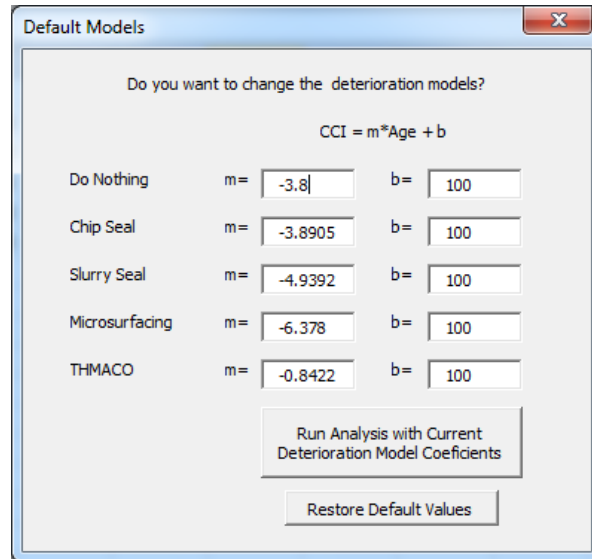 Default Models
Do you want to change the deterioration models?
CCI = m*Age + b
Do Nothing m= -3.8 b= 100
Chip Seal m= -3.8905 b= 100
Slurry Seal m= -4.9392 b= 100
Microsurfacing m= -6.378 b= 100
THMACO m= -0.8422 b= 100
Run Analysis with Current
Deterioration Model Coeficients
Restore Default Values